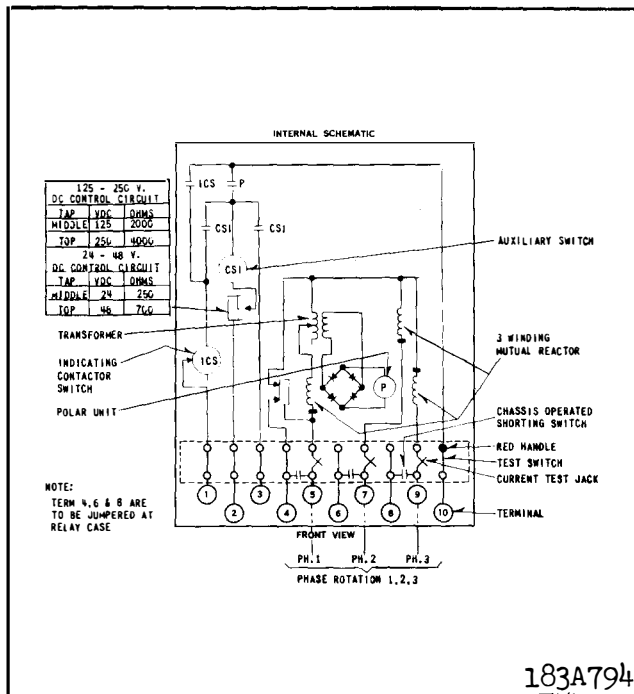 INTERNAL SCHEMATIC
125 - 250 V.
DC CONTROL CIRCUIT
TAP VDC OHMS
MIDDLE 125 2000
TOP 250 4000
24 - 48 V.
DC CONTROL CIRCUIT
TAP VDC OHMS
MIDDLE 24 250
TOP 48 700
ICS
P
CS1
CS1
CS1
AUXILIARY SWITCH
TRANSFORMER
3 WINDING
MUTUAL REACTOR
INDICATING
CONTACTOR
SWITCH
ICS
P
POLAR UNIT
CHASSIS OPERATED
SHORTING SWITCH
RED HANDLE
TEST SWITCH
CURRENT TEST JACK
NOTE:
TERM 4,6 & 8 ARE
TO BE JUMPERED AT
RELAY CASE
1 3 5 7 9
2 4 6 8 10
TERMINAL
FRONT VIEW
PH.1 PH.2 PH.3
PHASE ROTATION 1,2,3
183A794